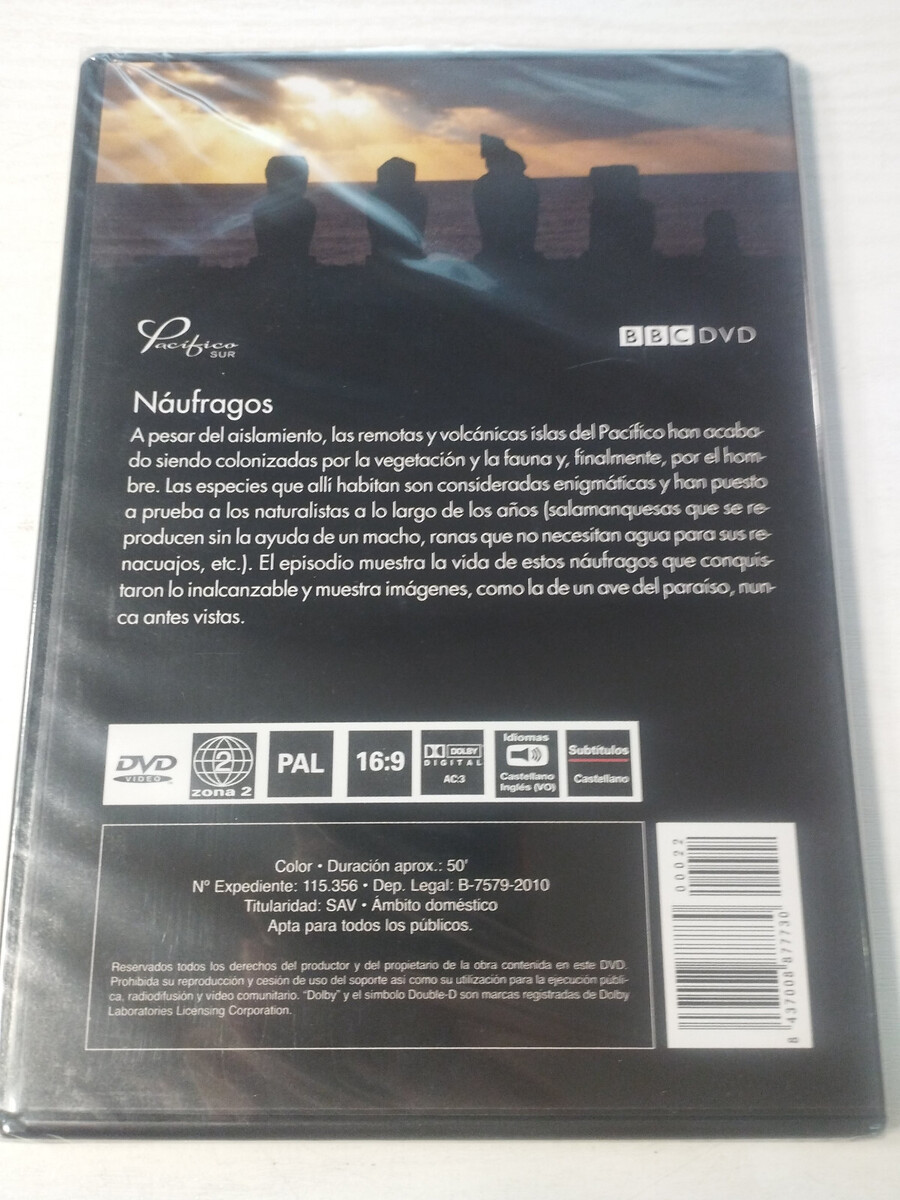 Pacífico
SUR
BBC DVD
Náufragos
A pesar del aislamiento, las remotas y volcánicas islas del Pacífico han acaba-
do siendo colonizadas por la vegetación y la fauna y, finalmente, por el hom-
bre. Las especies que allí habitan son consideradas enigmáticas y han puesto
a prueba a los naturalistas a lo largo de los años (salamanquesas que se re-
producen sin la ayuda de un macho, ranas que no necesitan agua para sus re-
nacuajos, etc.). El episodio muestra la vida de estos náufragos que conquis-
taron lo inalcanzable y muestra imágenes, como la de un ave del paraíso, nun-
ca antes vistas.
DVD
VIDEO
2
zona 2
PAL
16:9
DOLBY
DIGITAL
AC:3
Idiomas
Castellano
Inglés (VO)
Subtítulos
Castellano
Color • Duración aprox.: 50'
Nº Expediente: 115.356 • Dep. Legal: B-7579-2010
Titularidad: SAV • Ámbito doméstico
Apta para todos los públicos.
Reservados todos los derechos del productor y del propietario de la obra contenida en este DVD.
Prohibida su reproducción y cesión de uso del soporte así como su utilización para la ejecución públi-
ca, radiodifusión y video comunitario. "Dolby" y el símbolo Double-D son marcas registradas de Dolby
Laboratories Licensing Corporation.
00022
8 437008 877730